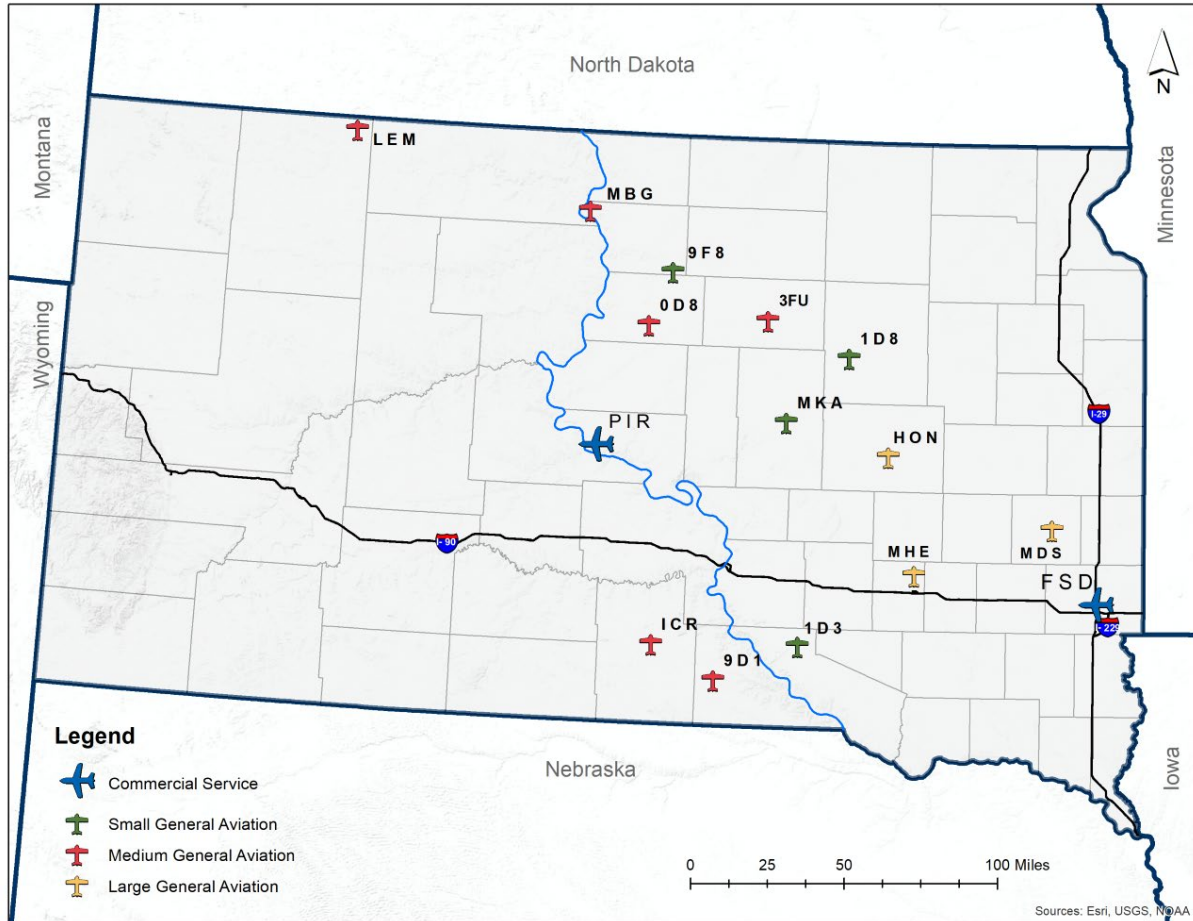 North Dakota
N
Montana
LEM
Minnesota
MBG
9F8
0D8
3FU
1D8
Wyoming
MKA
I-29
PIR
HON
I-90
MHE
MDS
FSD
I-229
ICR
1D3
9D1
Legend
Commercial Service
Small General Aviation
Medium General Aviation
Large General Aviation
Nebraska
Iowa
0 25 50 100 Miles
Sources: Esri, USGS, NOAA